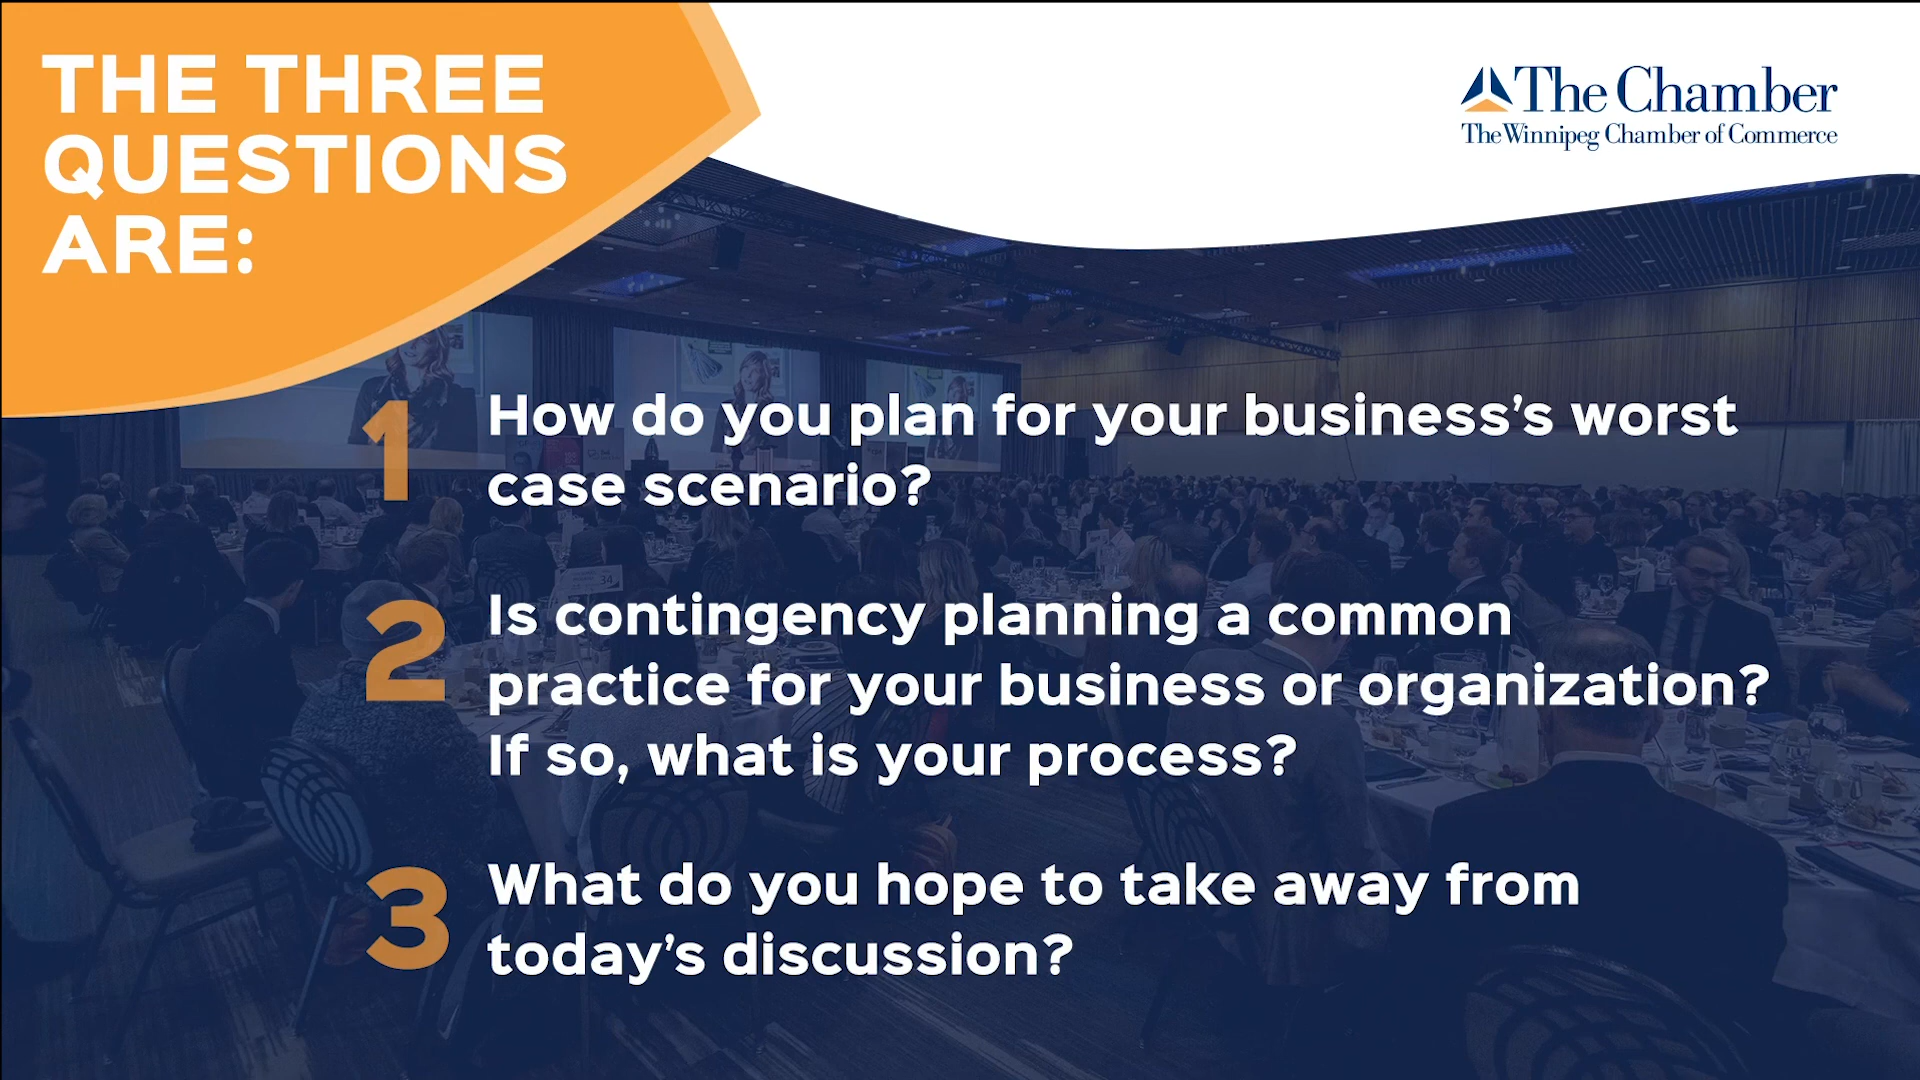 THE THREE
QUESTIONS
ARE:
The Chamber
The Winnipeg Chamber of Commerce
1
How do you plan for your business's worst
case scenario?
34
2
Is contingency planning a common
practice for your business or organization?
If so, what is your process?
3
What do you hope to take away from
today's discussion?